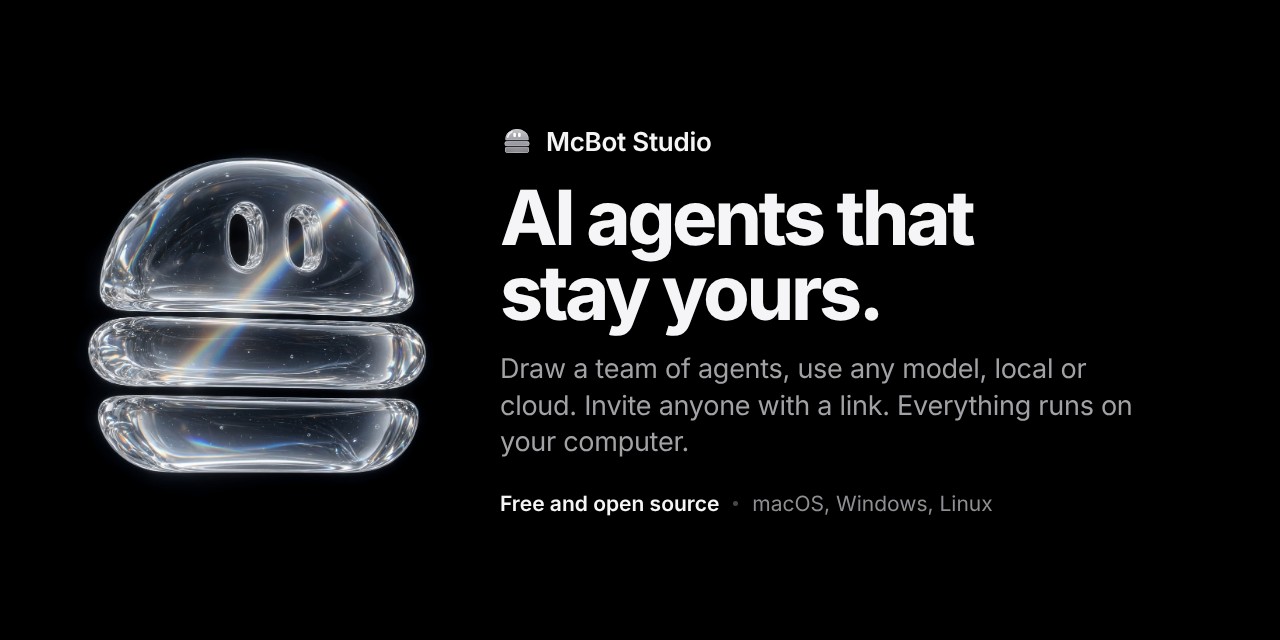 McBot Studio
AI agents that
stay yours.
Draw a team of agents, use any model, local or
cloud. Invite anyone with a link. Everything runs on
your computer.
Free and open source • macOS, Windows, Linux